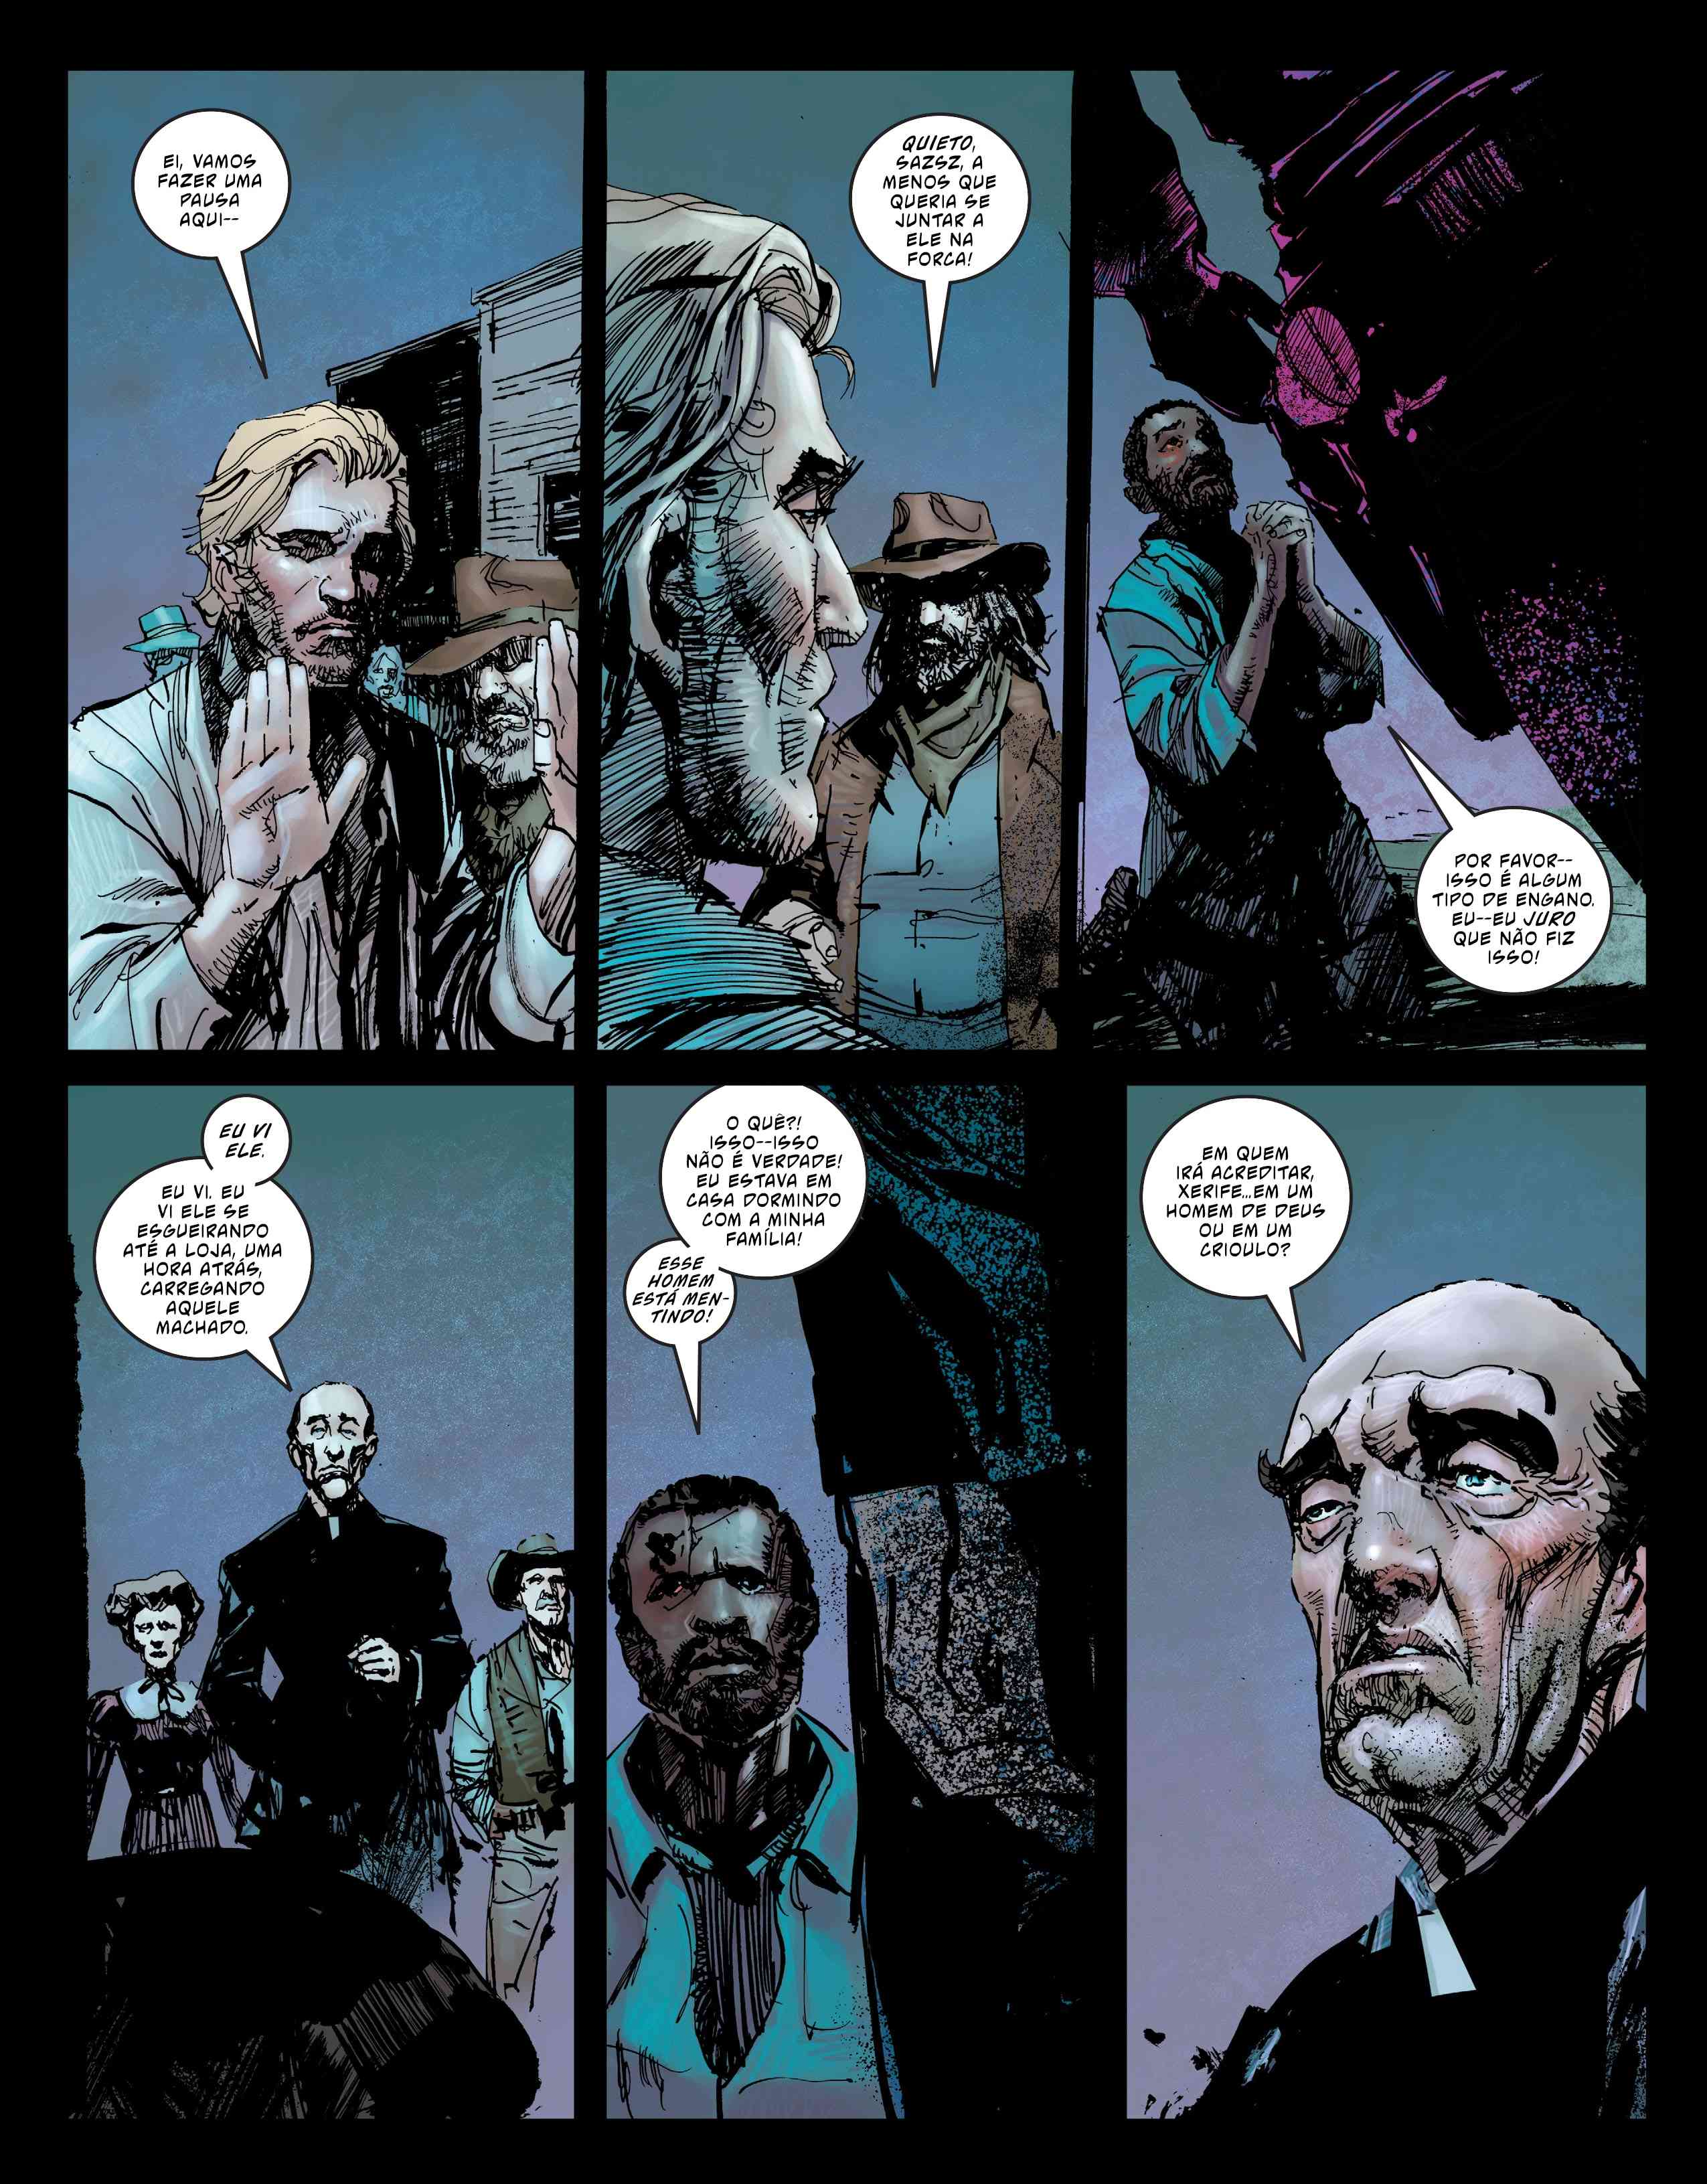 EI, VAMOS
FAZER UMA
PAUSA
AQUI--
QUIETO,
SAZSZ, A
MENOS QUE
QUERIA SE
JUNTAR A
ELE NA
FORCA!
POR FAVOR--
ISSO É ALGUM
TIPO DE ENGANO.
EU--EU JURO
QUE NÃO FIZ
ISSO!
EU VI
ELE.
EU VI. EU
VI ELE SE
ESGUEIRANDO
ATÉ A LOJA, UMA
HORA ATRÁS,
CARREGANDO
AQUELE
MACHADO.
O QUÊ?!
ISSO--ISSO
NÃO É VERDADE!
EU ESTAVA EM
CASA DORMINDO
COM A MINHA
FAMÍLIA!
ESSE
HOMEM
ESTÁ MEN-
TINDO!
EM QUEM
IRÁ ACREDITAR,
XERIFE...EM UM
HOMEM DE DEUS
OU EM UM
CRIOULO?